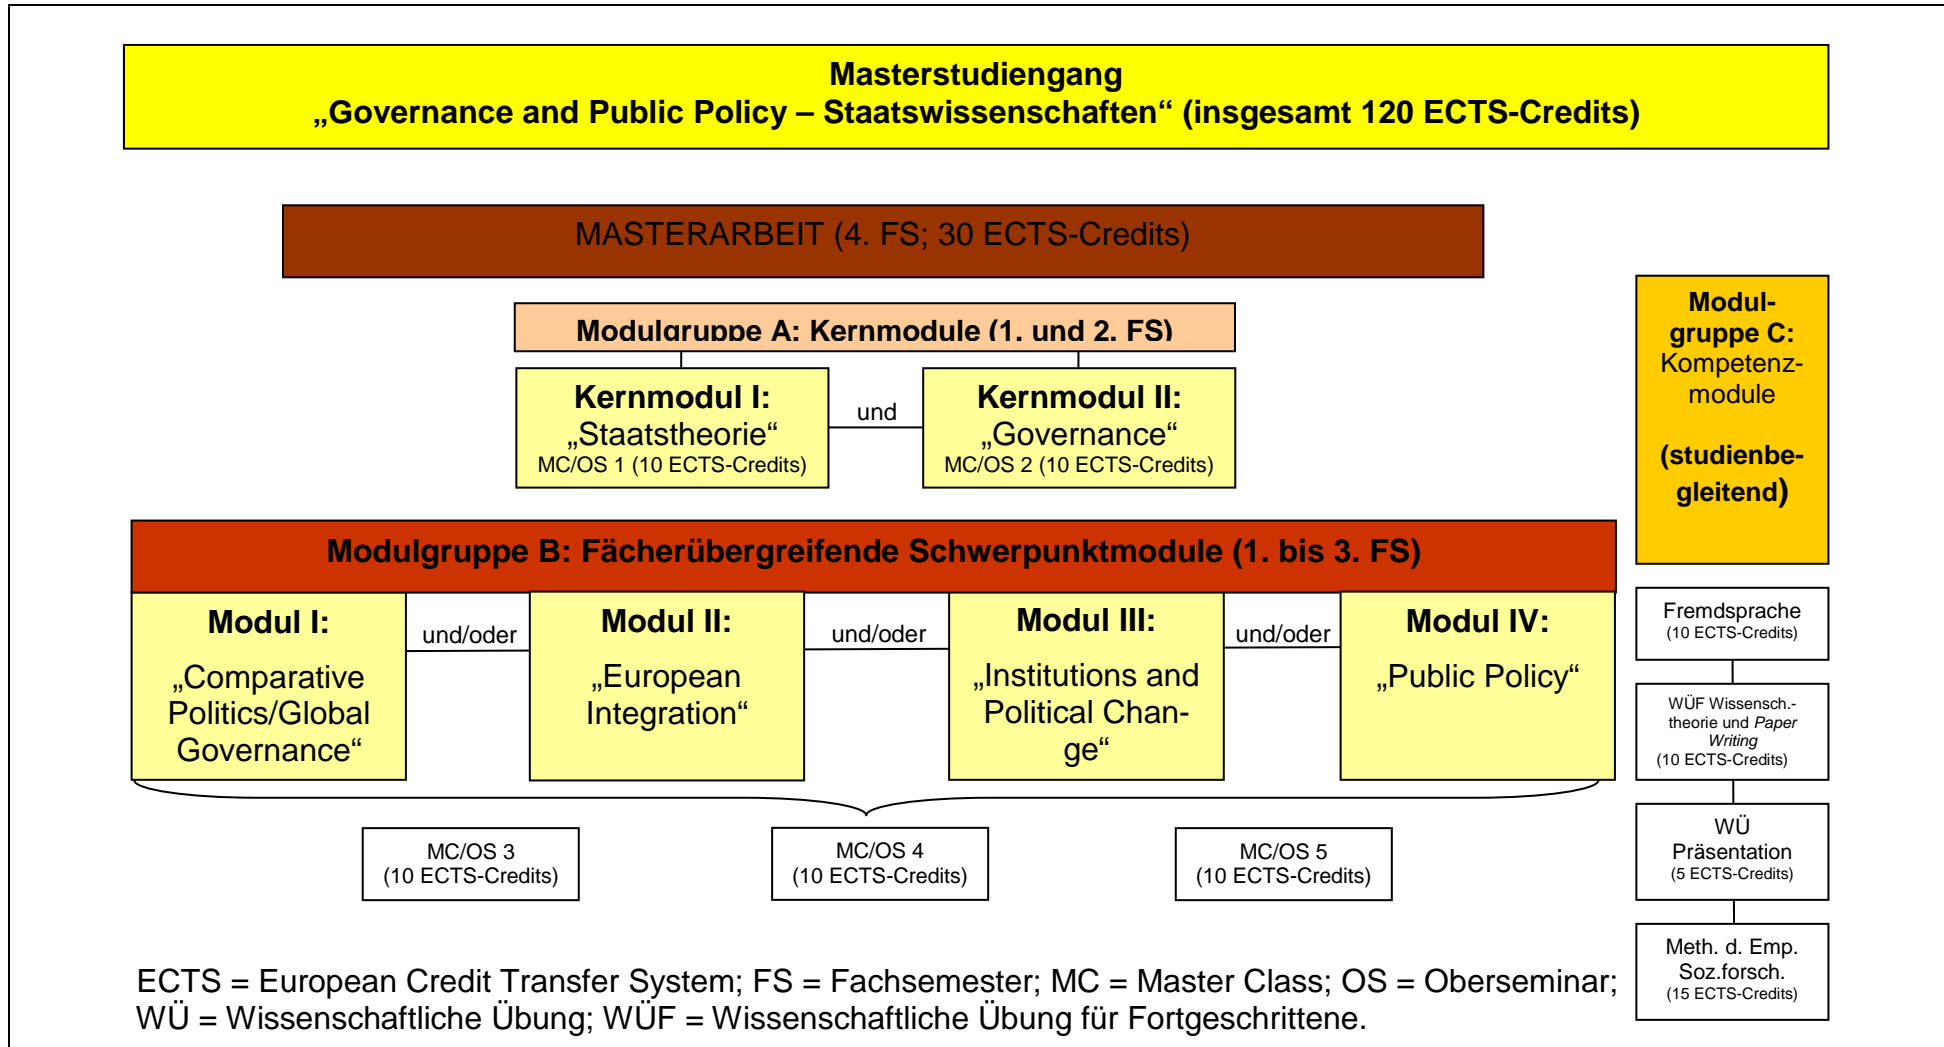 Masterstudiengang
„Governance and Public Policy – Staatswissenschaften“ (insgesamt 120 ECTS-Credits)
MASTERARBEIT (4. FS; 30 ECTS-Credits)
Modulgruppe A: Kernmodule (1. und 2. FS)
Kernmodul I:
„Staatstheorie“
MC/OS 1 (10 ECTS-Credits)
und
Kernmodul II:
„Governance“
MC/OS 2 (10 ECTS-Credits)
Modulgruppe B: Fächerübergreifende Schwerpunktmodule (1. bis 3. FS)
Modul I:
„Comparative
Politics/Global
Governance“
und/oder
Modul II:
„European
Integration“
und/oder
Modul III:
„Institutions and
Political Chan-
ge“
und/oder
Modul IV:
„Public Policy“
MC/OS 3
(10 ECTS-Credits)
MC/OS 4
(10 ECTS-Credits)
MC/OS 5
(10 ECTS-Credits)
Modul-
gruppe C:
Kompetenz-
module
(studienbe-
gleitend)
Fremdsprache
(10 ECTS-Credits)
WÜF Wissensch.-
theorie und Paper
Writing
(10 ECTS-Credits)
WÜ
Präsentation
(5 ECTS-Credits)
Meth. d. Emp.
Soz.forsch.
(15 ECTS-Credits)
ECTS = European Credit Transfer System; FS = Fachsemester; MC = Master Class; OS = Oberseminar;
WÜ = Wissenschaftliche Übung; WÜF = Wissenschaftliche Übung für Fortgeschrittene.